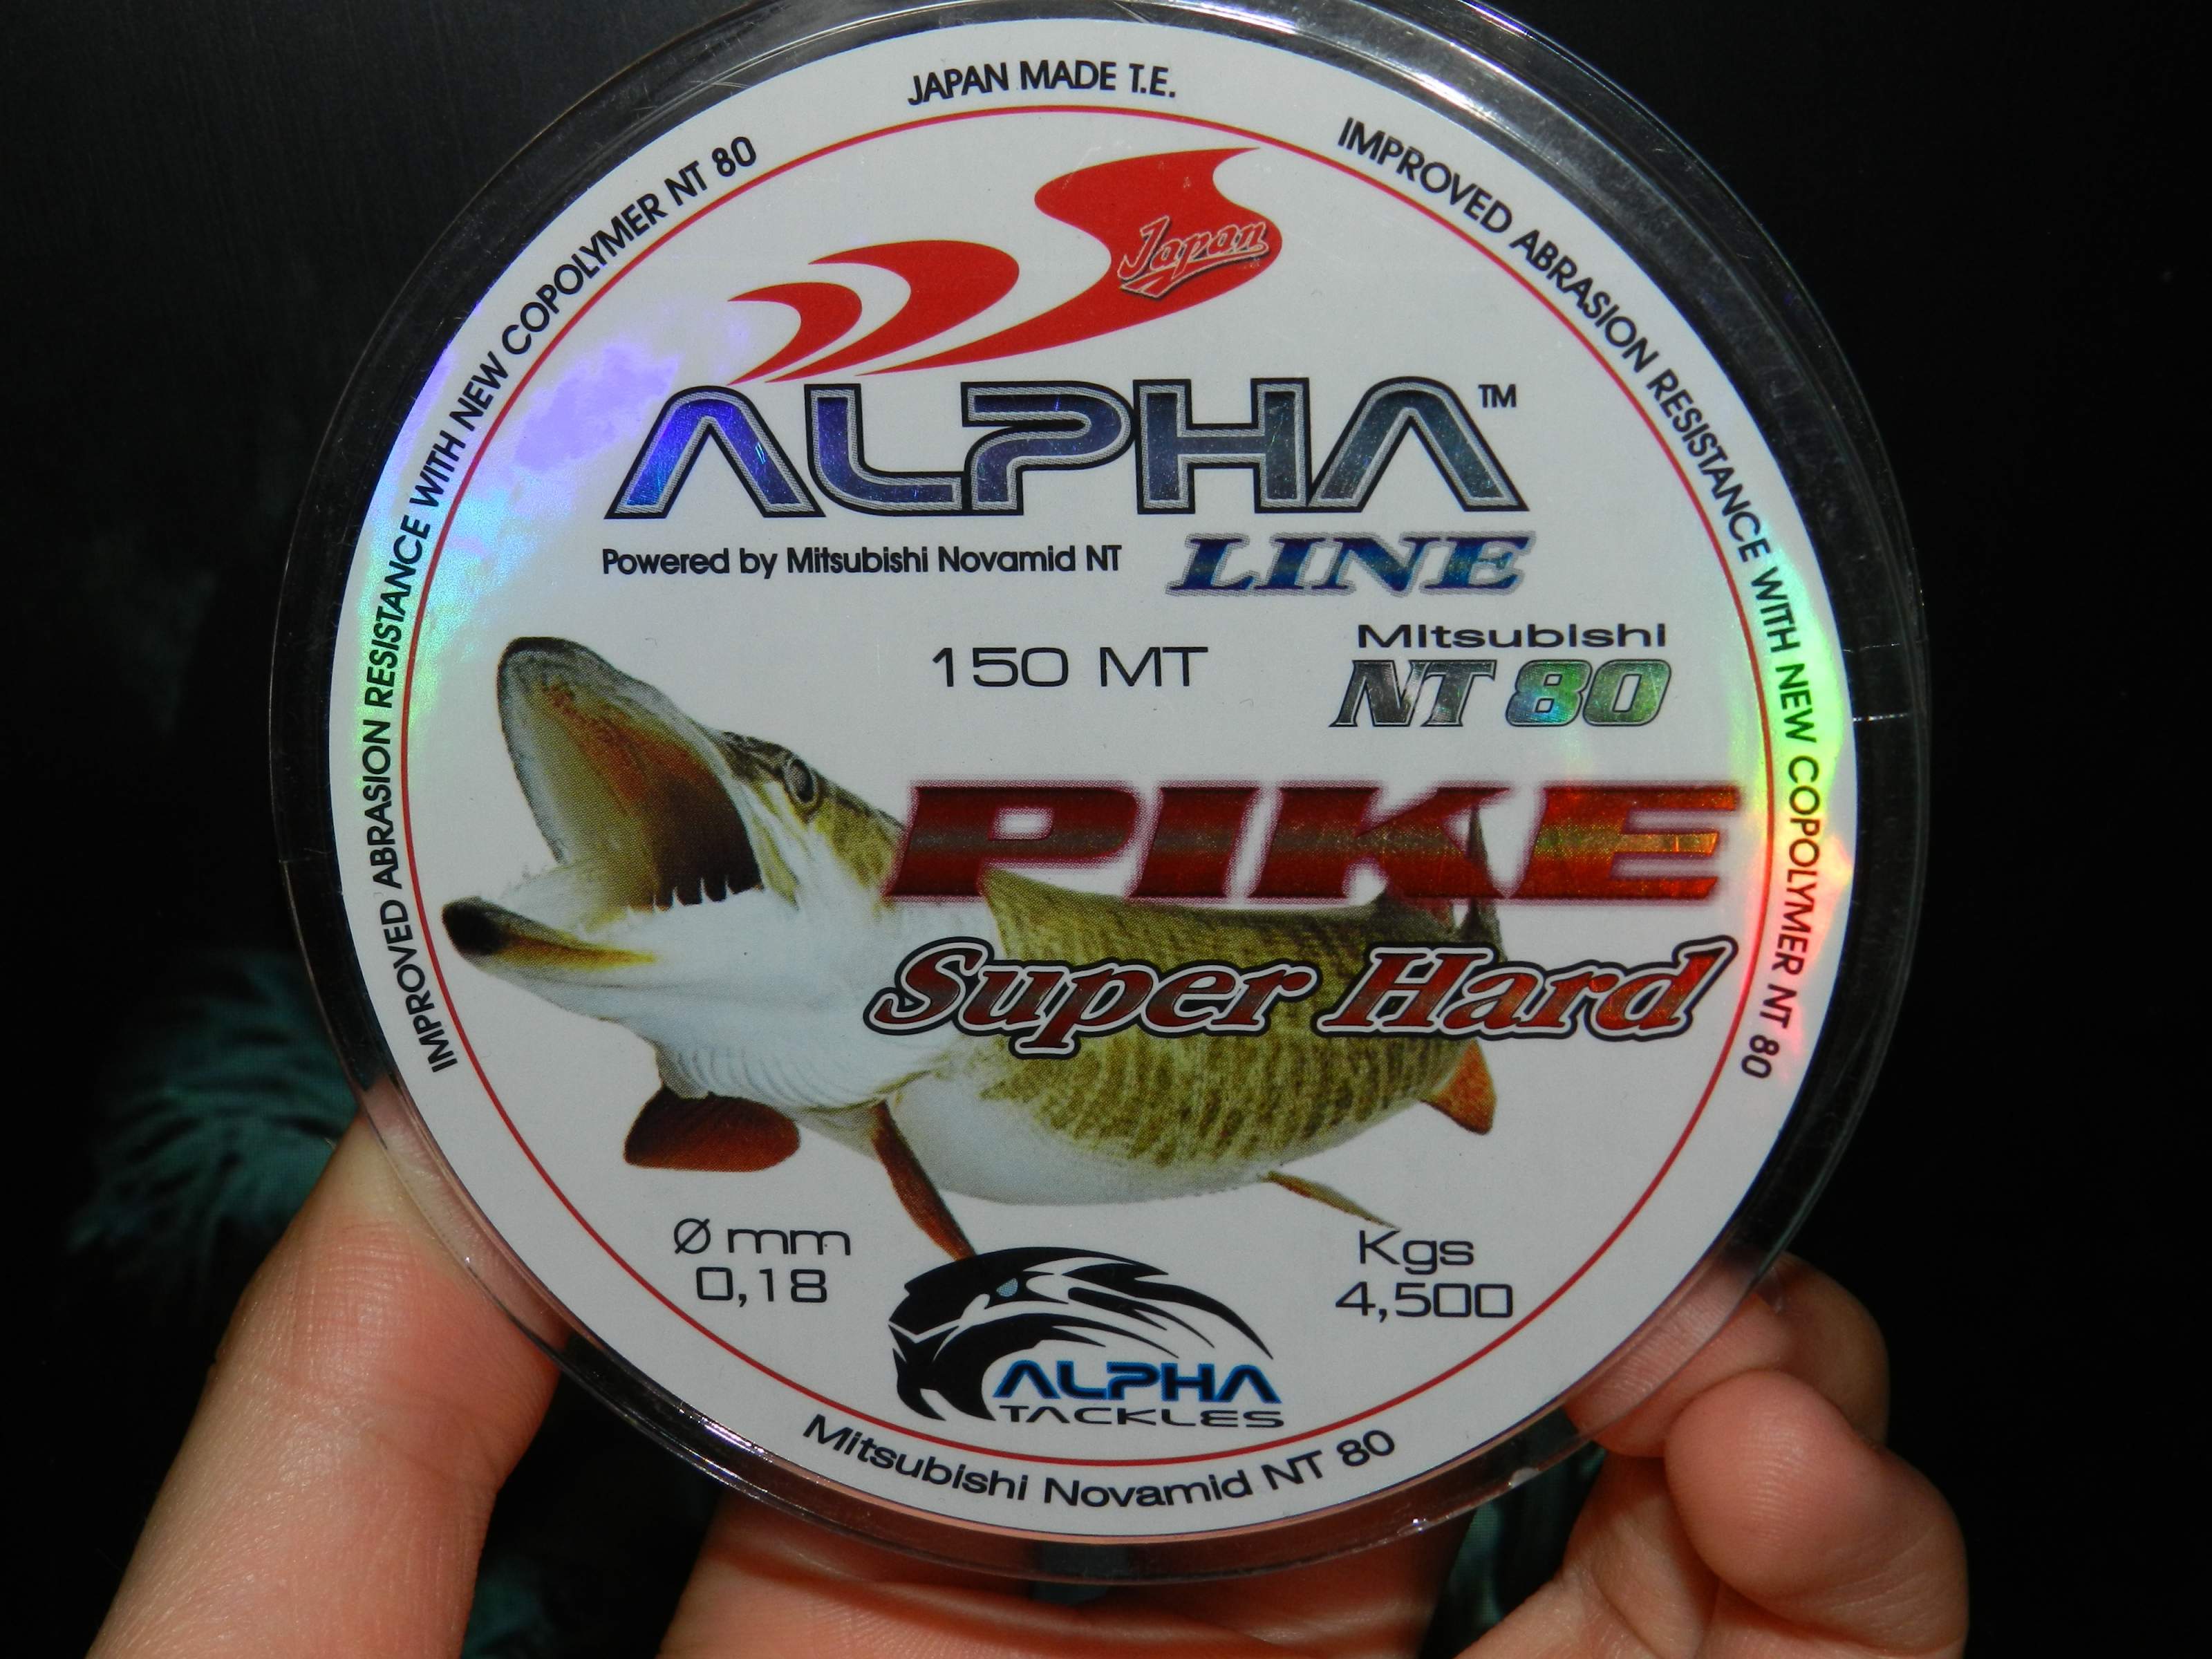 JAPAN MADE T.E.
IMPROVED ABRASION RESISTANCE WITH NEW COPOLYMER NT 80
IMPROVED ABRASION RESISTANCE WITH NEW COPOLYMER NT 80
Japan
ALPHA™
LINE
Powered by Mitsubishi Novamid NT
150 MT
Mitsubishi
NT 80
PIKE
Super Hard
Ø mm
0,18
Kgs
4,500
ALPHA
TACKLES
Mitsubishi Novamid NT 80